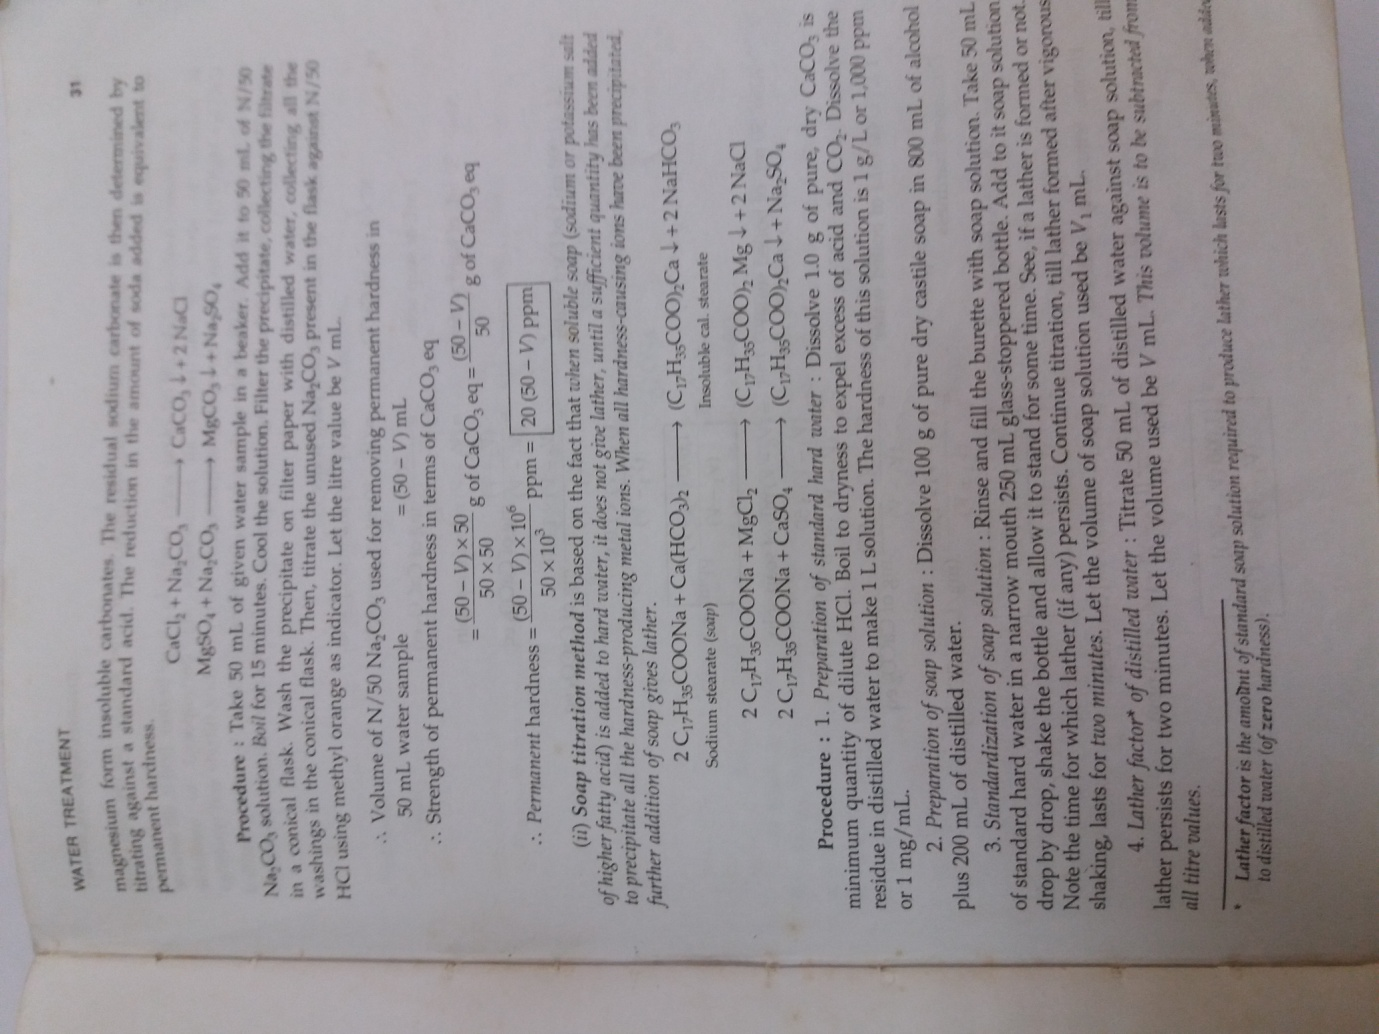 WATER TREATMENT 31
magnesium form insoluble carbonates. The residual sodium carbonate is then determined by
titrating against a standard acid. The reduction in the amount of soda added is equivalent to
permanent hardness.
CaCl₂ + Na₂CO₃ ⟶ CaCO₃↓ + 2 NaCl
MgSO₄ + Na₂CO₃ ⟶ MgCO₃↓ + Na₂SO₄
Procedure : Take 50 mL of given water sample in a beaker. Add it to 50 mL of N/50
Na₂CO₃ solution. Boil for 15 minutes. Cool the solution. Filter the precipitate, collecting the filtrate
in a conical flask. Wash the precipitate on filter paper with distilled water, collecting all the
washings in the conical flask. Then, titrate the unused Na₂CO₃ present in the flask against N/50
HCl using methyl orange as indicator. Let the litre value be V mL.
∴ Volume of N/50 Na₂CO₃ used for removing permanent hardness in
50 mL water sample = (50 – V) mL
∴ Strength of permanent hardness in terms of CaCO₃ eq
= (50 – V) × 50 / 50 × 50 g of CaCO₃ eq = (50 – V) / 50 g of CaCO₃ eq
∴ Permanent hardness = (50 – V) × 10⁶ / 50 × 10³ ppm = 20 (50 – V) ppm
(ii) Soap titration method is based on the fact that when soluble soap (sodium or potassium salt
of higher fatty acid) is added to hard water, it does not give lather, until a sufficient quantity has been added
to precipitate all the hardness-producing metal ions. When all hardness-causing ions have been precipitated,
further addition of soap gives lather.
2 C₁₇H₃₅COONa + Ca(HCO₃)₂ ⟶ (C₁₇H₃₅COO)₂Ca ↓ + 2 NaHCO₃
Sodium stearate (soap) Insoluble cal. stearate
2 C₁₇H₃₅COONa + MgCl₂ ⟶ (C₁₇H₃₅COO)₂ Mg ↓ + 2 NaCl
2 C₁₇H₃₅COONa + CaSO₄ ⟶ (C₁₇H₃₅COO)₂Ca ↓ + Na₂SO₄
Procedure : 1. Preparation of standard hard water : Dissolve 1.0 g of pure, dry CaCO₃ is
minimum quantity of dilute HCl. Boil to dryness to expel excess of acid and CO₂. Dissolve the
residue in distilled water to make 1 L solution. The hardness of this solution is 1 g/L or 1,000 ppm
or 1 mg/mL.
2. Preparation of soap solution : Dissolve 100 g of pure dry castile soap in 800 mL of alcohol
plus 200 mL of distilled water.
3. Standardization of soap solution : Rinse and fill the burette with soap solution. Take 50 mL
of standard hard water in a narrow mouth 250 mL glass-stoppered bottle. Add to it soap solution
drop by drop, shake the bottle and allow it to stand for some time. See, if a lather is formed or not.
Note the time for which lather (if any) persists. Continue titration, till lather formed after vigorous
shaking, lasts for two minutes. Let the volume of soap solution used be V₁ mL.
4. Lather factor* of distilled water : Titrate 50 mL of distilled water against soap solution, till
lather persists for two minutes. Let the volume used be V mL. This volume is to be subtracted from
all titre values.
* Lather factor is the amount of standard soap solution required to produce lather which lasts for two minutes, when added
to distilled water (of zero hardness).